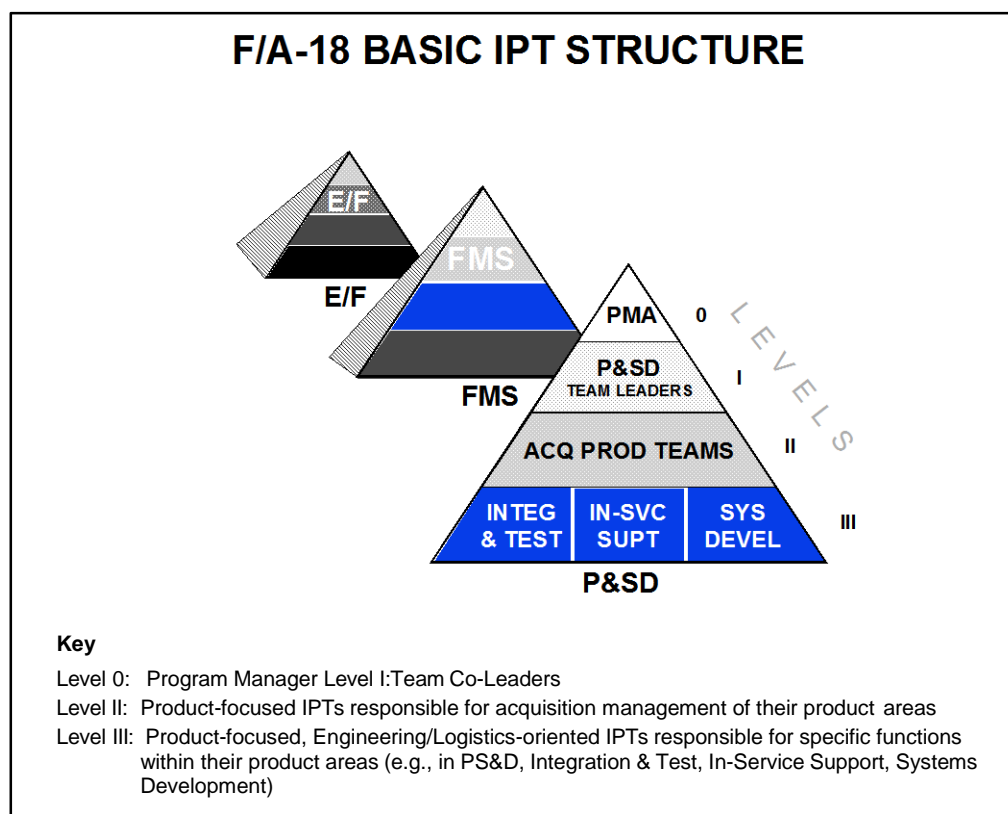 F/A-18 BASIC IPT STRUCTURE
E/F
E/F
FMS
FMS
PMA
0
LEVELS
P&SD
TEAM LEADERS
I
ACQ PROD TEAMS
II
INTEG
& TEST
IN-SVC
SUPT
SYS
DEVEL
III
P&SD
Key
Level 0: Program Manager Level I:Team Co-Leaders
Level II: Product-focused IPTs responsible for acquisition management of their product areas
Level III: Product-focused, Engineering/Logistics-oriented IPTs responsible for specific functions
within their product areas (e.g., in PS&D, Integration & Test, In-Service Support, Systems
Development)